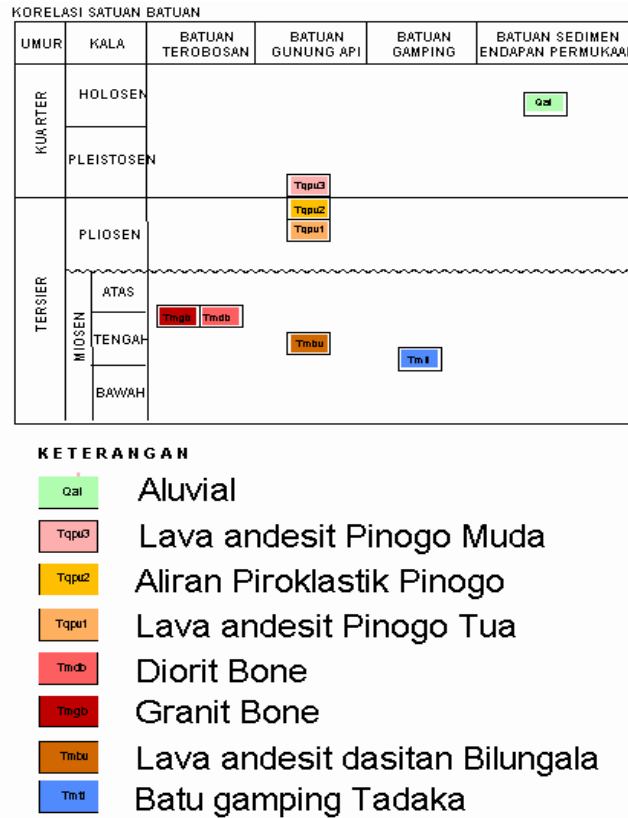 KORELASI SATUAN BATUAN
UMUR KALA BATUAN TEROBOSAN BATUAN GUNUNG API BATUAN GAMPING BATUAN SEDIMEN ENDAPAN PERMUKAAN
KUARTER
HOLOSEN
Qal
PLEISTOSEN
Tqpu3
TERSIER
PLIOSEN
Tqpu2
Tqpu1
MIOSEN
ATAS
Tmgb Tmdb
TENGAH
Tmbu
Tmtl
BAWAH
KETERANGAN
Qal Aluvial
Tqpu3 Lava andesit Pinogo Muda
Tqpu2 Aliran Piroklastik Pinogo
Tqpu1 Lava andesit Pinogo Tua
Tmdb Diorit Bone
Tmgb Granit Bone
Tmbu Lava andesit dasitan Bilungala
Tmtl Batu gamping Tadaka